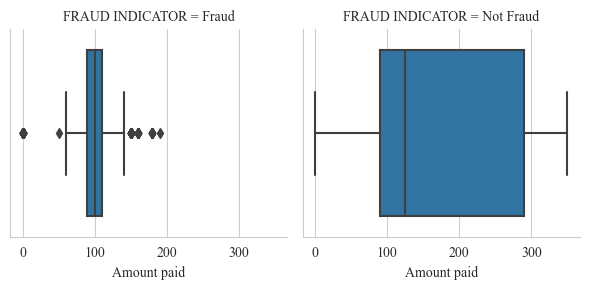 FRAUD INDICATOR = Fraud
FRAUD INDICATOR = Not Fraud
0 100 200 300
0 100 200 300
Amount paid
Amount paid